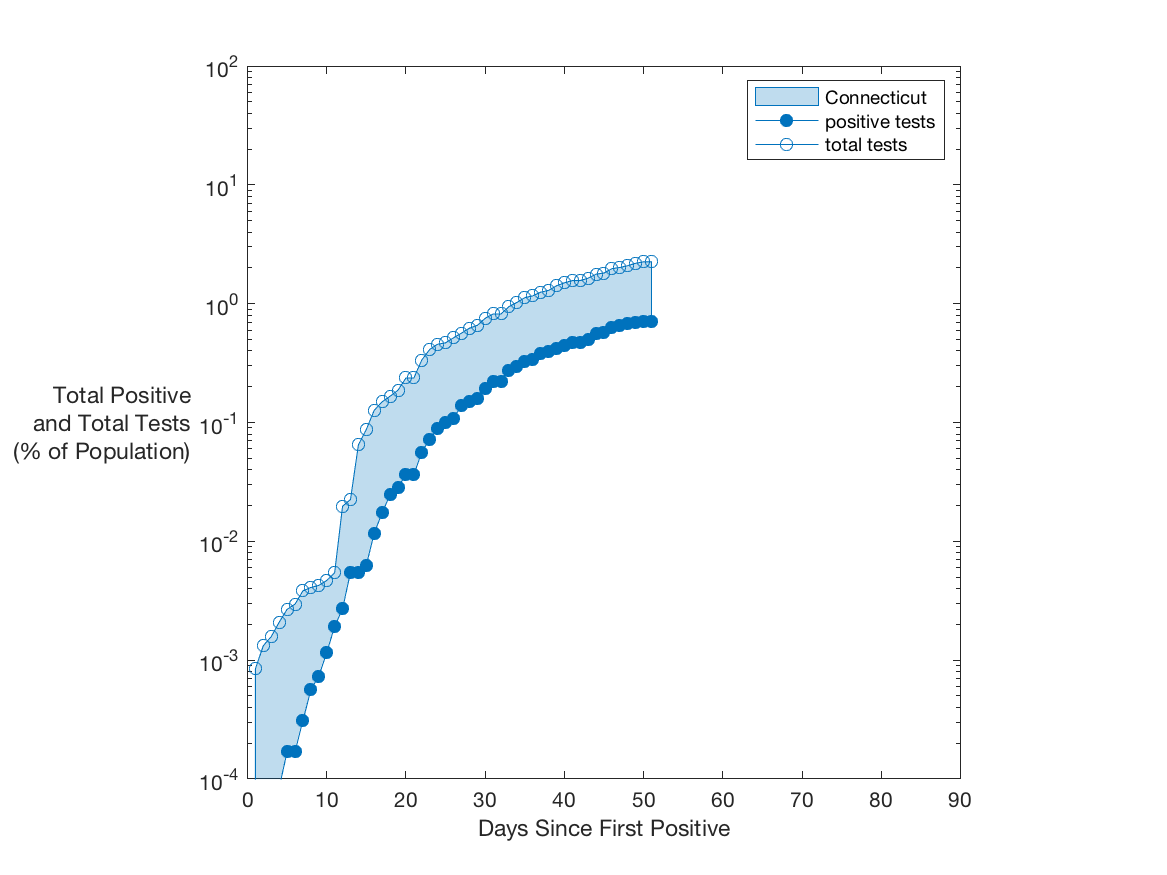 10²
10¹
10⁰
10⁻¹
10⁻²
10⁻³
10⁻⁴
Total Positive
and Total Tests
(% of Population)
Connecticut
positive tests
total tests
0 10 20 30 40 50 60 70 80 90
Days Since First Positive